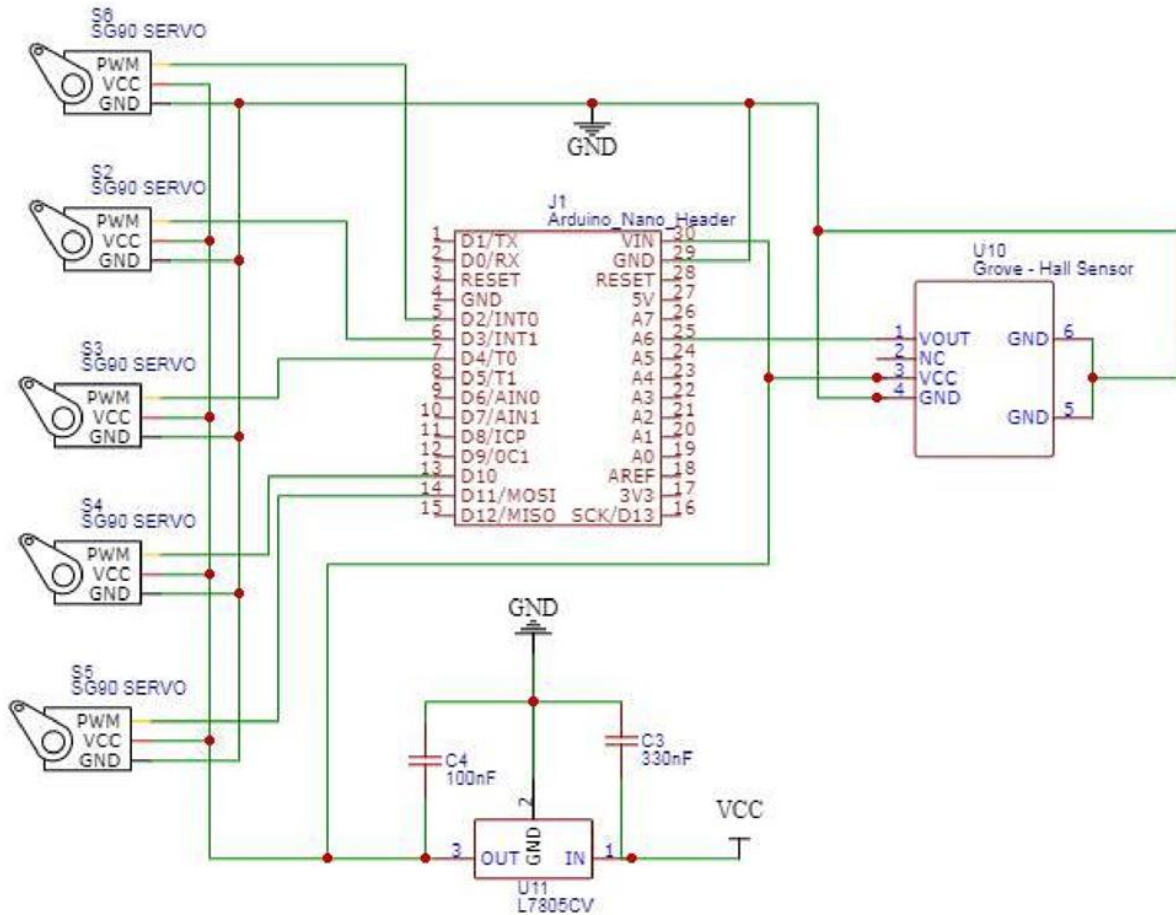 S6
SG90 SERVO
PWM
VCC
GND
GND
S2
SG90 SERVO
PWM
VCC
GND
S3
SG90 SERVO
PWM
VCC
GND
S4
SG90 SERVO
PWM
VCC
GND
S5
SG90 SERVO
PWM
VCC
GND
J1
Arduino_Nano_Header
1 D1/TX VIN 30
2 D0/RX GND 29
3 RESET RESET 28
4 GND 5V 27
5 D2/INT0 A7 26
6 D3/INT1 A6 25
7 D4/T0 A5 24
8 D5/T1 A4 23
9 D6/AIN0 A3 22
10 D7/AIN1 A2 21
11 D8/ICP A1 20
12 D9/OC1 A0 19
13 D10 AREF 18
14 D11/MOSI 3V3 17
15 D12/MISO SCK/D13 16
U10
Grove - Hall Sensor
1 VOUT GND 6
2 NC
3 VCC
4 GND
GND 5
GND
C4
100nF
C3
330nF
VCC
2
GND
3 OUT IN 1
U11
L7805CV